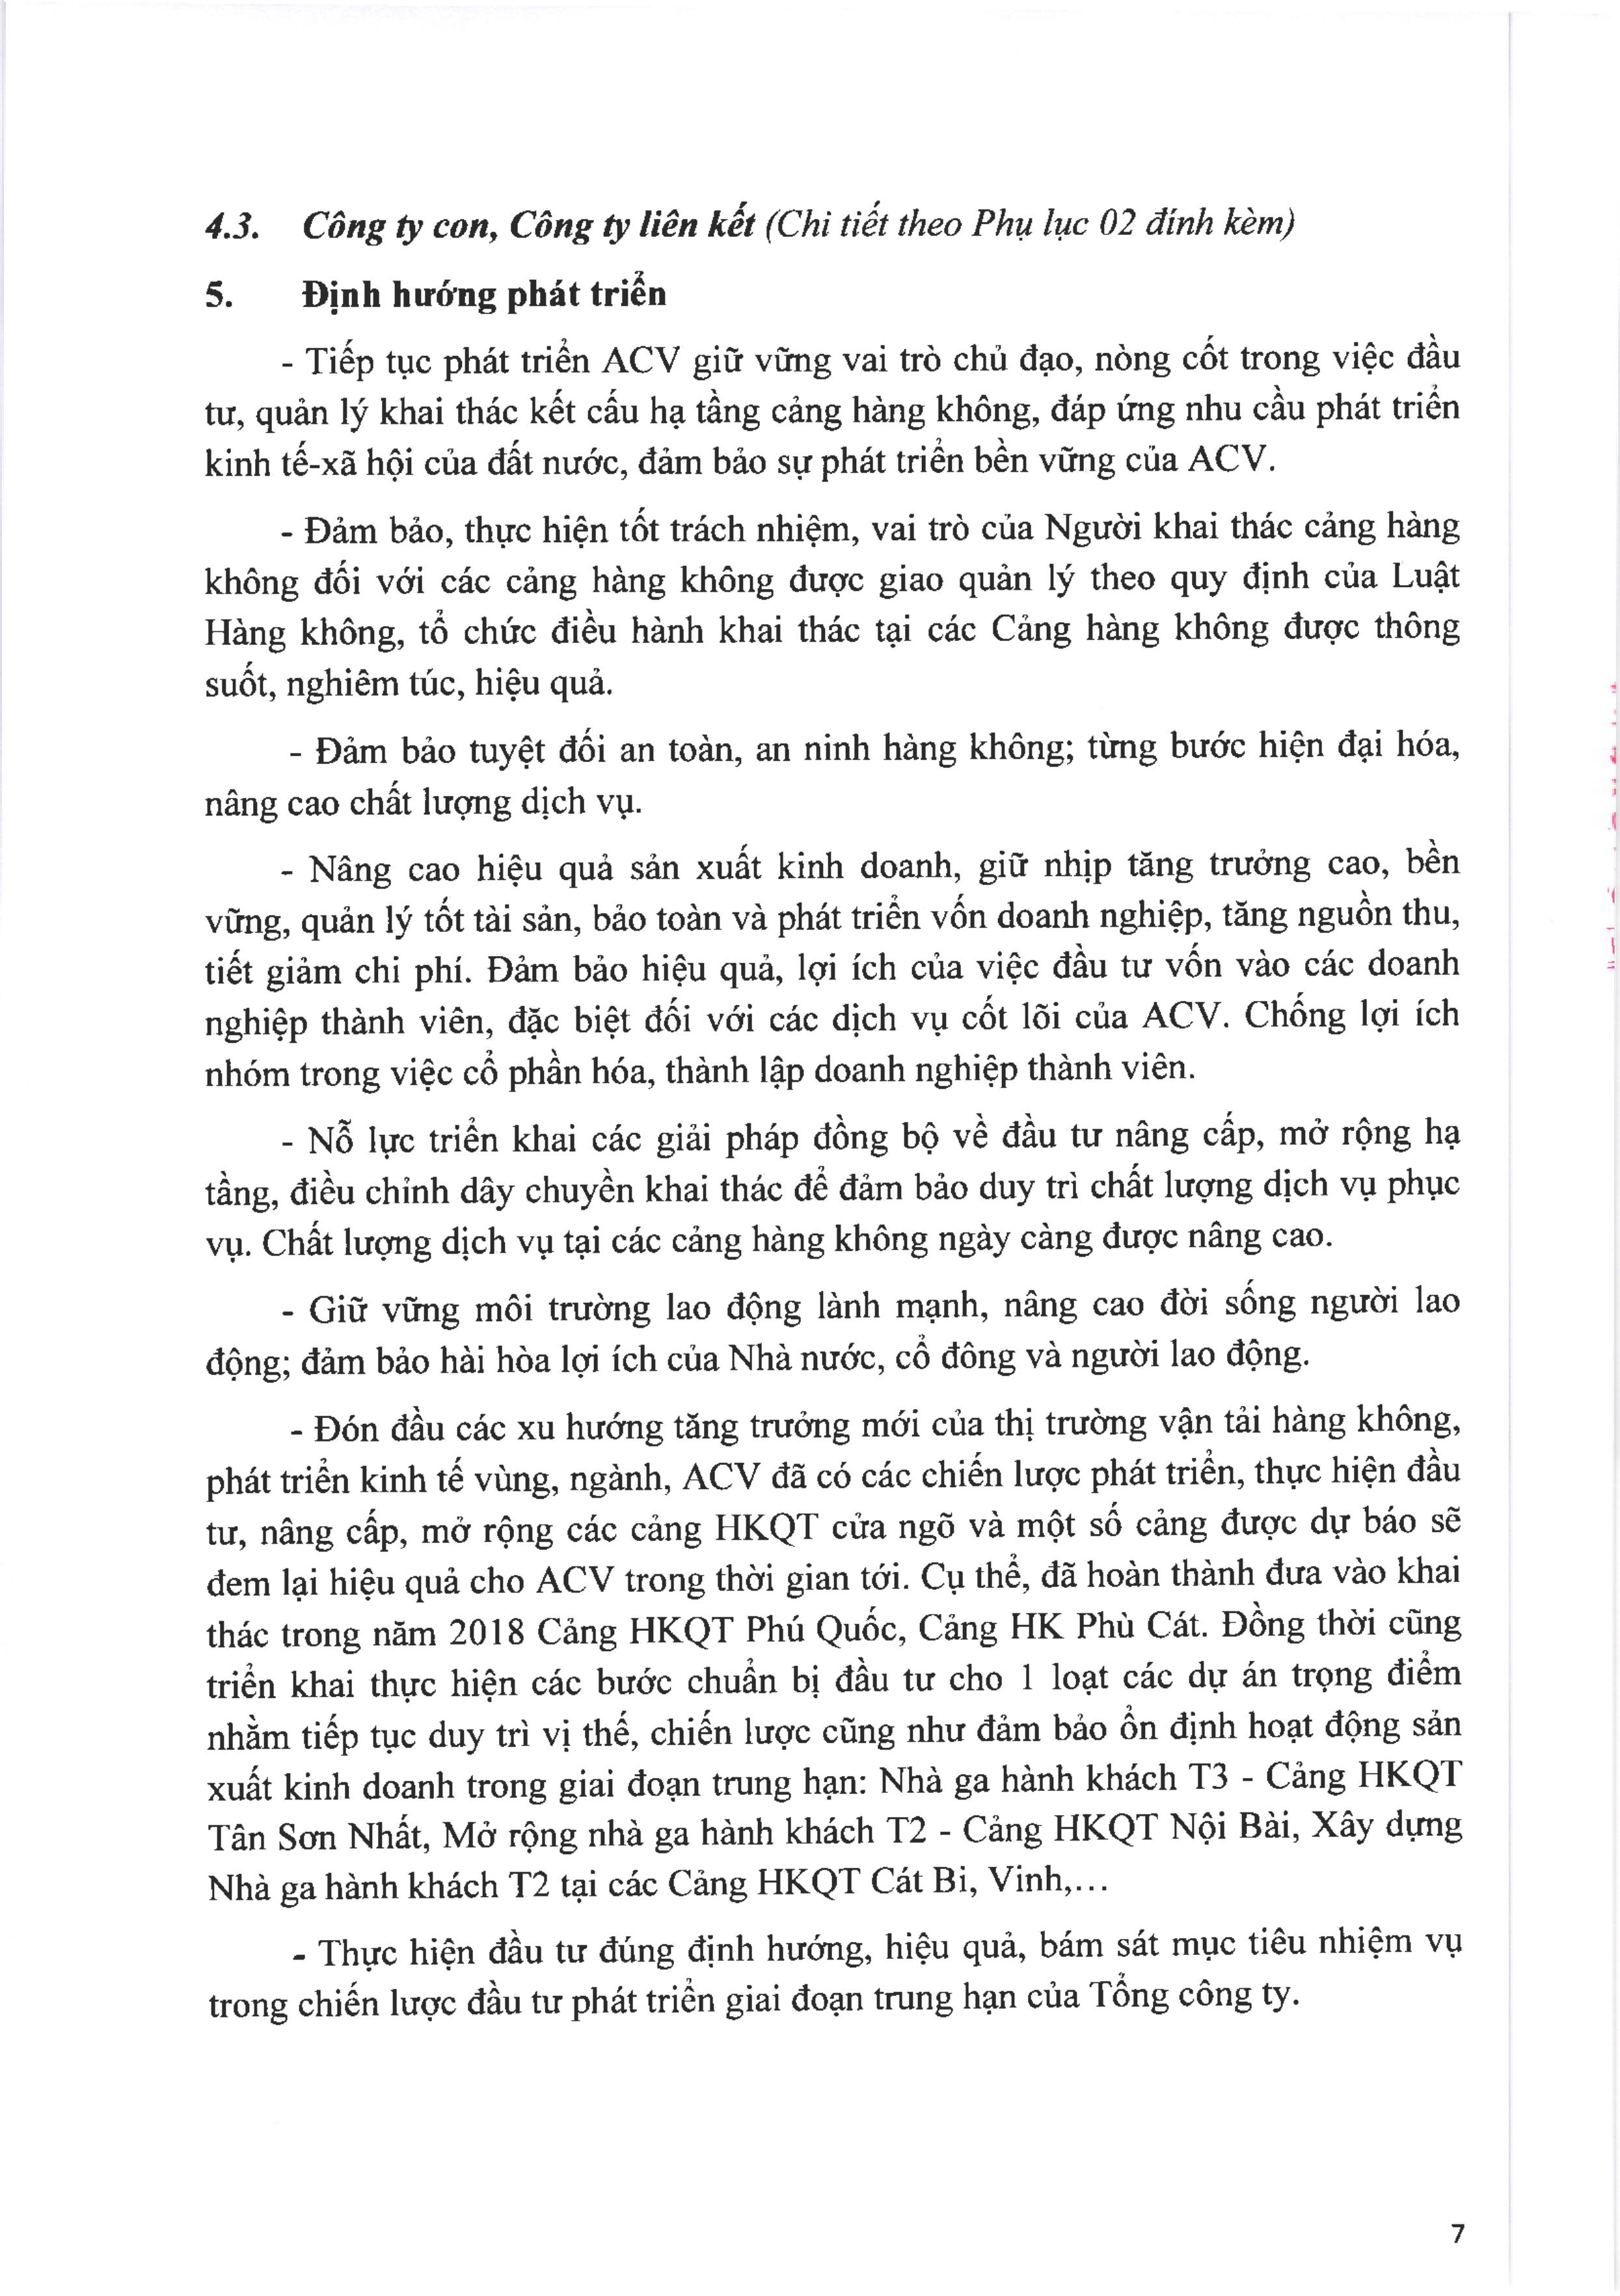 4.3. Công ty con, Công ty liên kết (Chi tiết theo Phụ lục 02 đính kèm)
5. Định hướng phát triển
- Tiếp tục phát triển ACV giữ vững vai trò chủ đạo, nòng cốt trong việc đầu
tư, quản lý khai thác kết cấu hạ tầng cảng hàng không, đáp ứng nhu cầu phát triển
kinh tế-xã hội của đất nước, đảm bảo sự phát triển bền vững của ACV.
- Đảm bảo, thực hiện tốt trách nhiệm, vai trò của Người khai thác cảng hàng
không đối với các cảng hàng không được giao quản lý theo quy định của Luật
Hàng không, tổ chức điều hành khai thác tại các Cảng hàng không được thông
suốt, nghiêm túc, hiệu quả.
- Đảm bảo tuyệt đối an toàn, an ninh hàng không; từng bước hiện đại hóa,
nâng cao chất lượng dịch vụ.
- Nâng cao hiệu quả sản xuất kinh doanh, giữ nhịp tăng trưởng cao, bền
vững, quản lý tốt tài sản, bảo toàn và phát triển vốn doanh nghiệp, tăng nguồn thu,
tiết giảm chi phí. Đảm bảo hiệu quả, lợi ích của việc đầu tư vốn vào các doanh
nghiệp thành viên, đặc biệt đối với các dịch vụ cốt lõi của ACV. Chống lợi ích
nhóm trong việc cổ phần hóa, thành lập doanh nghiệp thành viên.
- Nỗ lực triển khai các giải pháp đồng bộ về đầu tư nâng cấp, mở rộng hạ
tầng, điều chỉnh dây chuyền khai thác để đảm bảo duy trì chất lượng dịch vụ phục
vụ. Chất lượng dịch vụ tại các cảng hàng không ngày càng được nâng cao.
- Giữ vững môi trường lao động lành mạnh, nâng cao đời sống người lao
động; đảm bảo hài hòa lợi ích của Nhà nước, cổ đông và người lao động.
- Đón đầu các xu hướng tăng trưởng mới của thị trường vận tải hàng không,
phát triển kinh tế vùng, ngành, ACV đã có các chiến lược phát triển, thực hiện đầu
tư, nâng cấp, mở rộng các cảng HKQT cửa ngõ và một số cảng được dự báo sẽ
đem lại hiệu quả cho ACV trong thời gian tới. Cụ thể, đã hoàn thành đưa vào khai
thác trong năm 2018 Cảng HKQT Phú Quốc, Cảng HK Phù Cát. Đồng thời cũng
triển khai thực hiện các bước chuẩn bị đầu tư cho 1 loạt các dự án trọng điểm
nhằm tiếp tục duy trì vị thế, chiến lược cũng như đảm bảo ổn định hoạt động sản
xuất kinh doanh trong giai đoạn trung hạn: Nhà ga hành khách T3 - Cảng HKQT
Tân Sơn Nhất, Mở rộng nhà ga hành khách T2 - Cảng HKQT Nội Bài, Xây dựng
Nhà ga hành khách T2 tại các Cảng HKQT Cát Bi, Vinh,...
- Thực hiện đầu tư đúng định hướng, hiệu quả, bám sát mục tiêu nhiệm vụ
trong chiến lược đầu tư phát triển giai đoạn trung hạn của Tổng công ty.
7